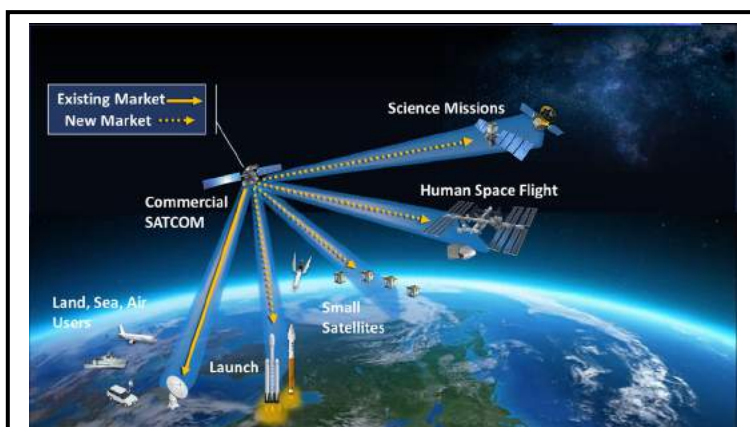 Existing Market
New Market
Science Missions
Human Space Flight
Commercial
SATCOM
Land, Sea, Air
Users
Small
Satellites
Launch